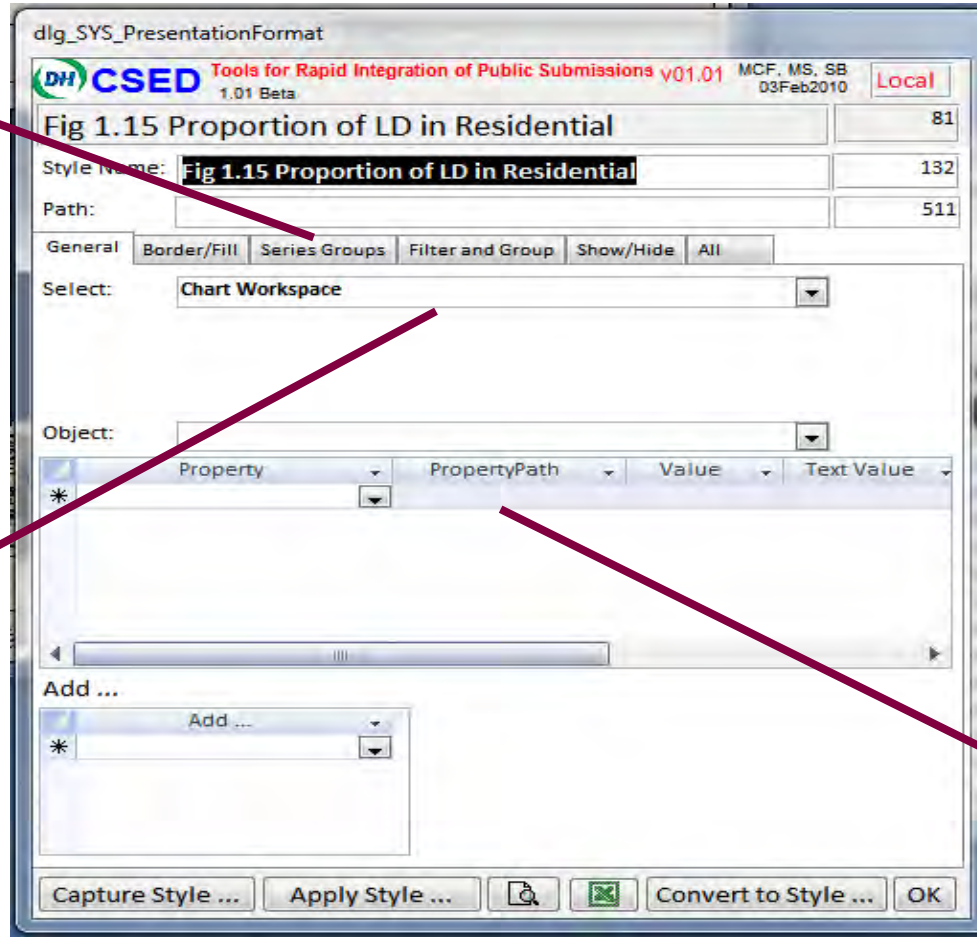 dlg_SYS_PresentationFormat
DH CSED Tools for Rapid Integration of Public Submissions V01.01 MCF, MS, SB Local
1.01 Beta 03Feb2010
Fig 1.15 Proportion of LD in Residential 81
Style Name: Fig 1.15 Proportion of LD in Residential 132
Path: 511
General Border/Fill Series Groups Filter and Group Show/Hide All
Select: Chart Workspace
Object:
Property PropertyPath Value Text Value
*
Add ...
Add ...
*
Capture Style ... Apply Style ... Convert to Style ... OK